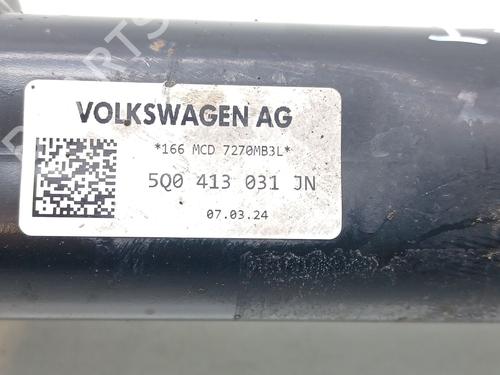 VOLKSWAGEN AG
*166 MCD 7270MB3L*
5Q0 413 031 JN
07.03.24